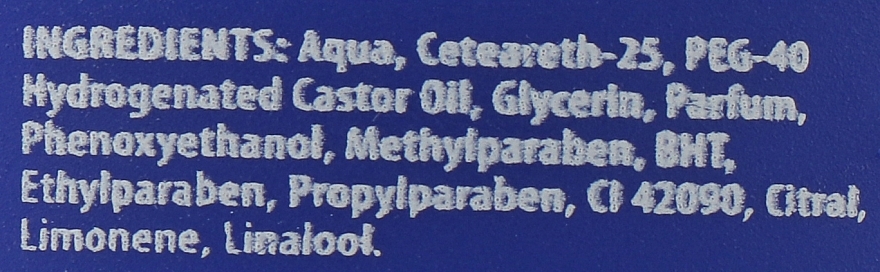 INGREDIENTS: Aqua, Ceteareth-25, PEG-40
Hydrogenated Castor Oil, Glycerin, Parfum,
Phenoxyethanol, Methylparaben, BHT,
Ethylparaben, Propylparaben, CI 42090, Citral,
Limonene, Linalool.